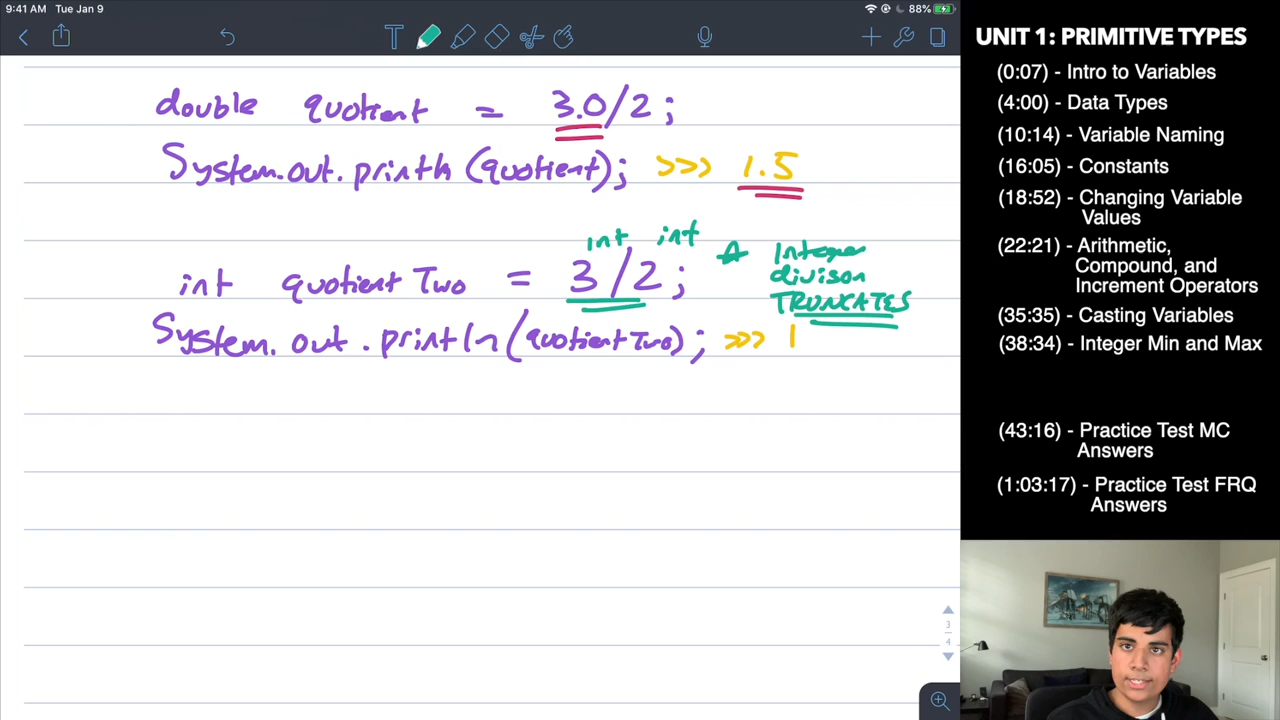 9:41 AM Tue Jan 9
88%
double quotient = 3.0/2;
System.out.println(quotient); >>> 1.5
int int
☆ Integer
divison
TRUNCATES
int quotientTwo = 3/2;
System.out.println(quotientTwo); >>> 1
3
4
UNIT 1: PRIMITIVE TYPES
(0:07) - Intro to Variables
(4:00) - Data Types
(10:14) - Variable Naming
(16:05) - Constants
(18:52) - Changing Variable
Values
(22:21) - Arithmetic,
Compound, and
Increment Operators
(35:35) - Casting Variables
(38:34) - Integer Min and Max
(43:16) - Practice Test MC
Answers
(1:03:17) - Practice Test FRQ
Answers